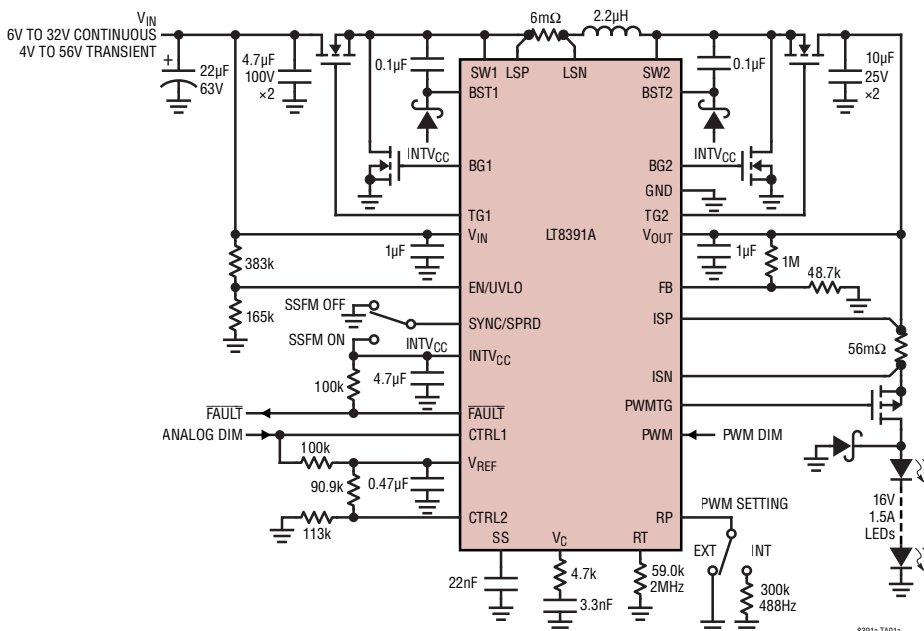 VIN
6V TO 32V CONTINUOUS
4V TO 56V TRANSIENT
+
22µF
63V
4.7µF
100V
×2
0.1µF
6mΩ
2.2µH
0.1µF
10µF
25V
×2
SW1
LSP
LSN
SW2
BST1
BST2
INTVCC
INTVCC
BG1
BG2
GND
TG1
TG2
VIN
LT8391A
VOUT
1µF
1µF
383k
1M
48.7k
EN/UVLO
FB
165k
SSFM OFF
SYNC/SPRD
ISP
SSFM ON
INTVCC
INTVCC
56mΩ
100k
4.7µF
ISN
FAULT
FAULT
PWMTG
ANALOG DIM
CTRL1
PWM
PWM DIM
100k
VREF
90.9k
0.47µF
113k
CTRL2
RP
PWM SETTING
16V
1.5A
LEDs
SS
VC
RT
EXT
INT
22nF
4.7k
3.3nF
59.0k
2MHz
300k
488Hz
8391a TA01a